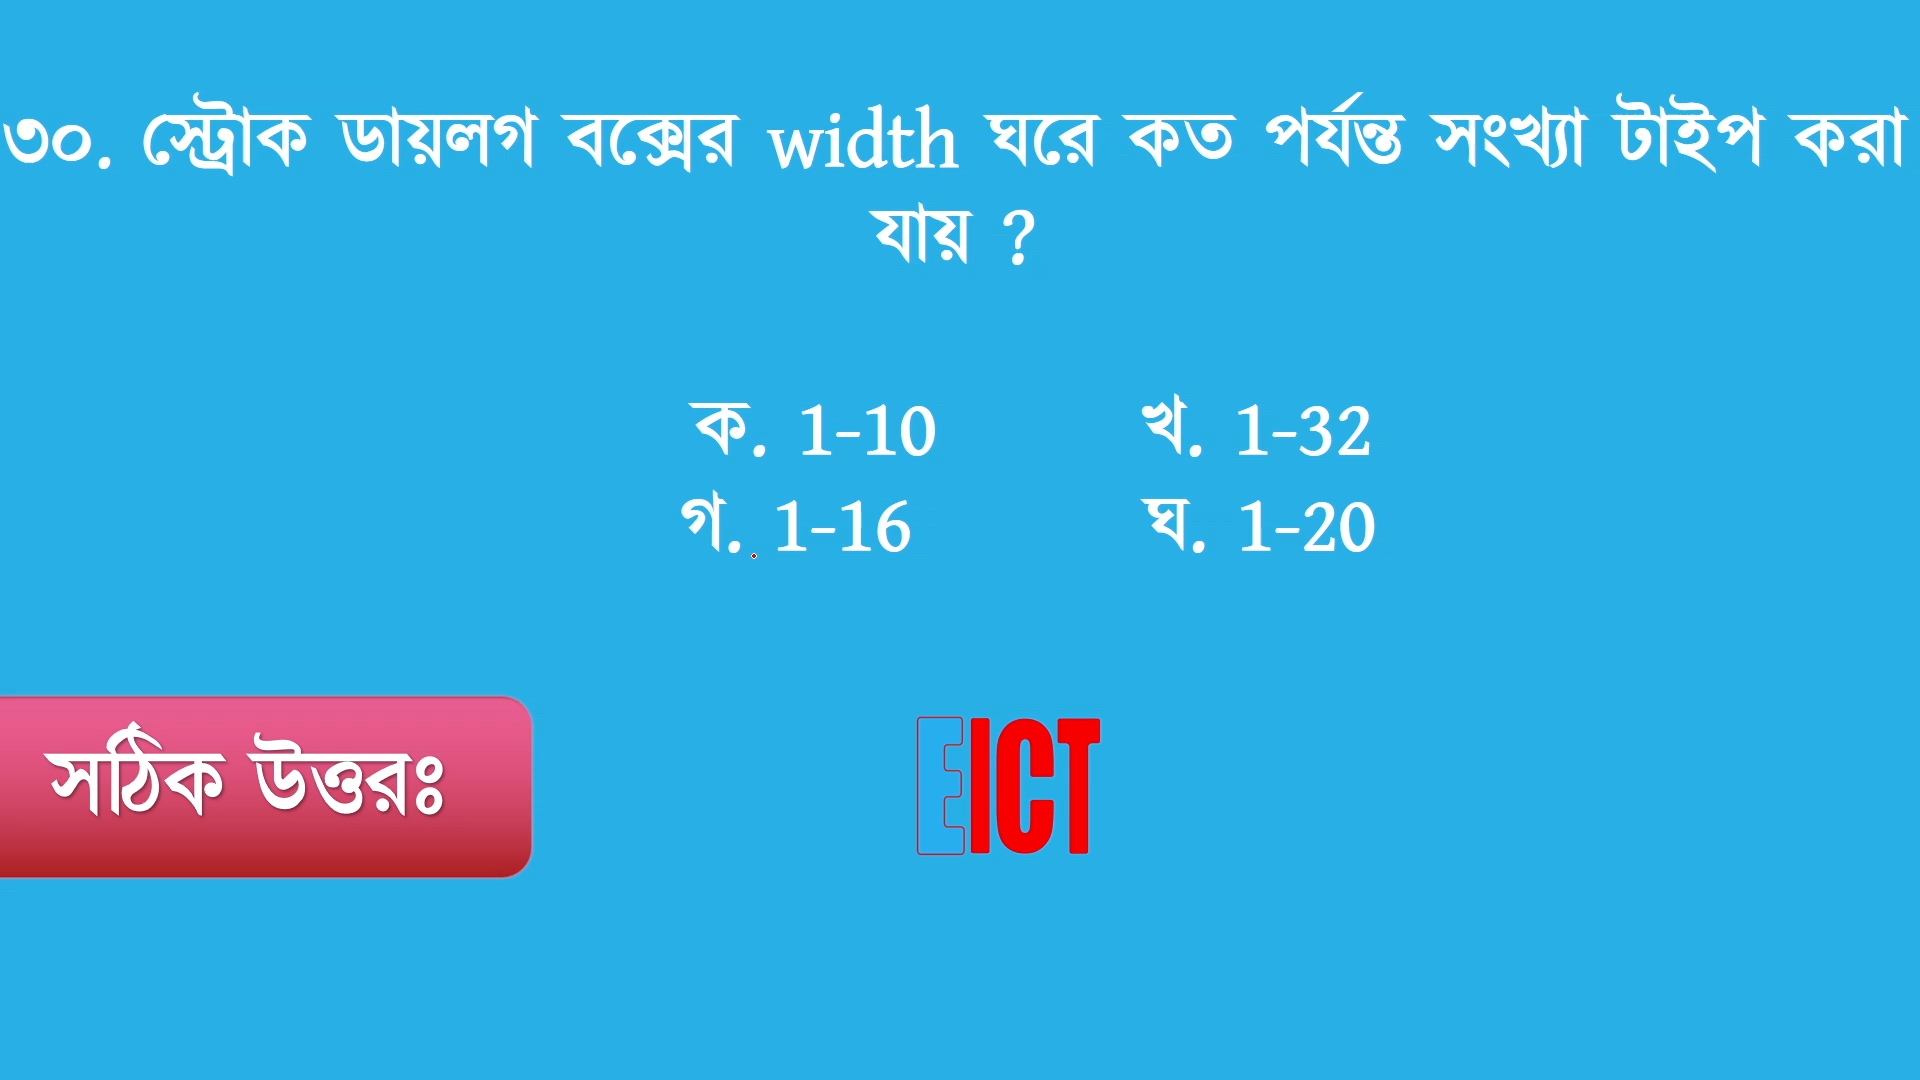 ৩০. স্ট্রোক ডায়লগ বক্সের width ঘরে কত পর্যন্ত সংখ্যা টাইপ করা
যায় ?
ক. 1-10 খ. 1-32
গ. 1-16 ঘ. 1-20
সঠিক উত্তরঃ
EICT